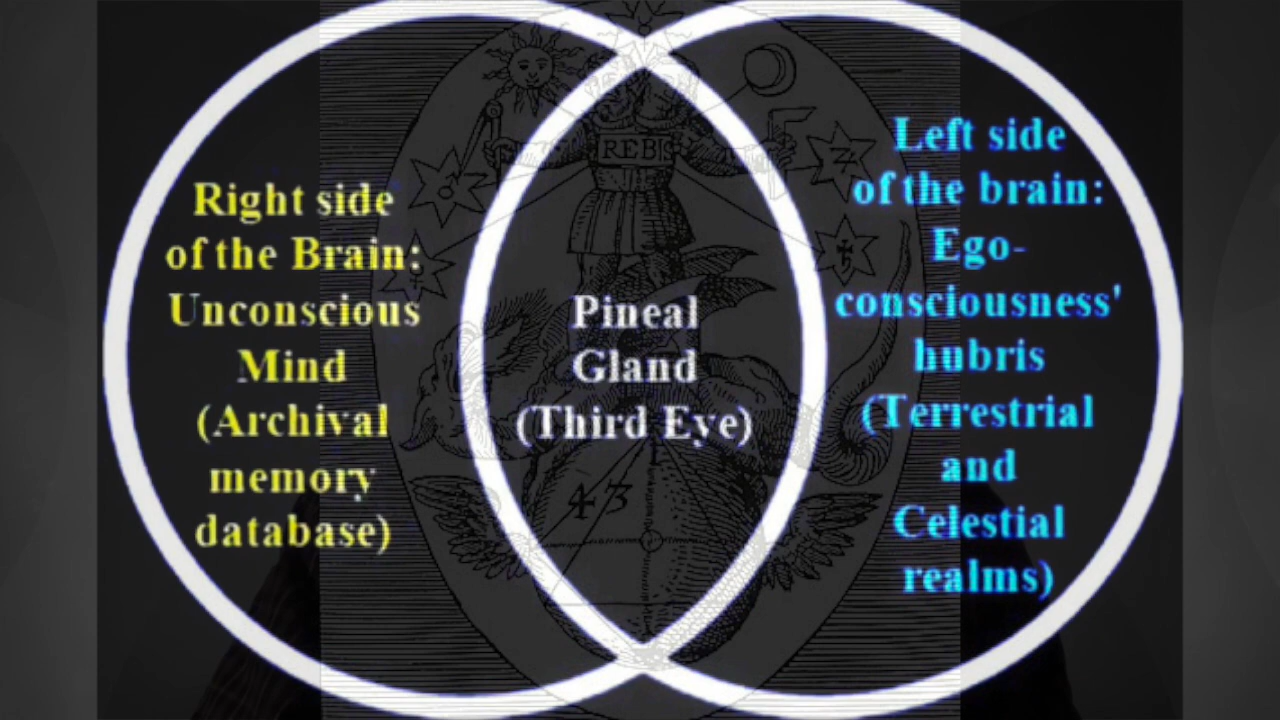 REBIS
Right side
of the Brain:
Unconscious
Mind
(Archival
memory
database)
Pineal
Gland
(Third Eye)
Left side
of the brain:
Ego-
consciousness'
hubris
(Terrestrial
and
Celestial
realms)
43